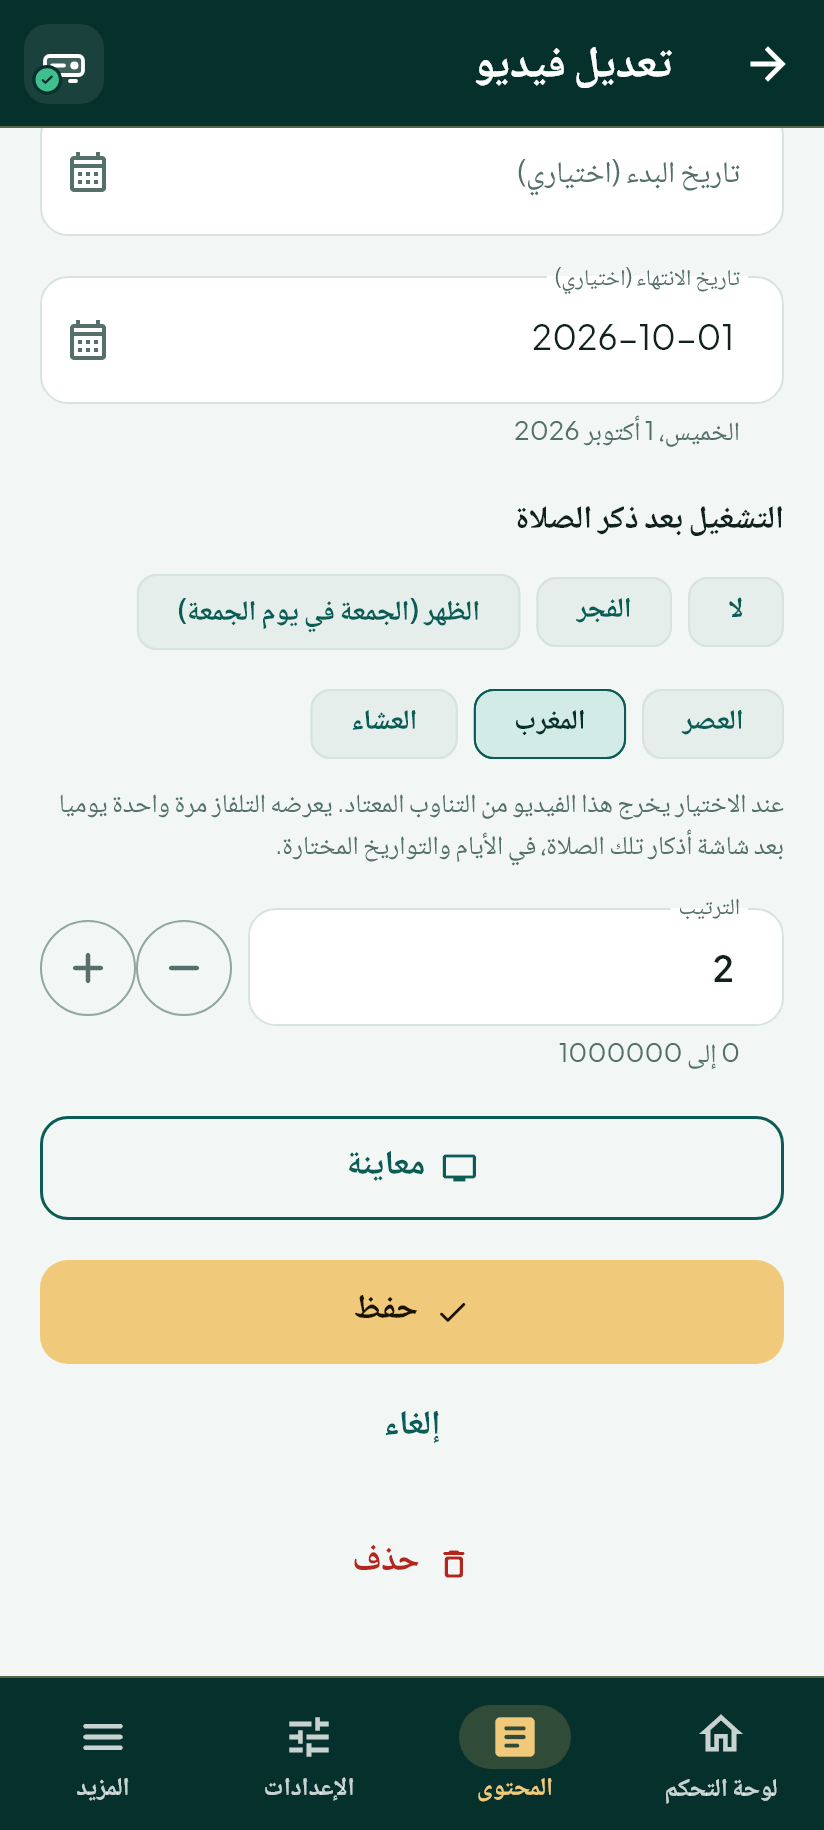 تعديل فيديو
تاريخ البدء (اختياري)
تاريخ الانتهاء (اختياري)
2026-10-01
الخميس، 1 أكتوبر 2026
التشغيل بعد ذكر الصلاة
لا
الفجر
الظهر (الجمعة في يوم الجمعة)
العصر
المغرب
العشاء
عند الاختيار يخرج هذا الفيديو من التناوب المعتاد. يعرضه التلفاز مرة واحدة يوميا
بعد شاشة أذكار تلك الصلاة، في الأيام والتواريخ المختارة.
الترتيب
2
0 إلى 1000000
معاينة
حفظ
إلغاء
حذف
لوحة التحكم
المحتوى
الإعدادات
المزيد